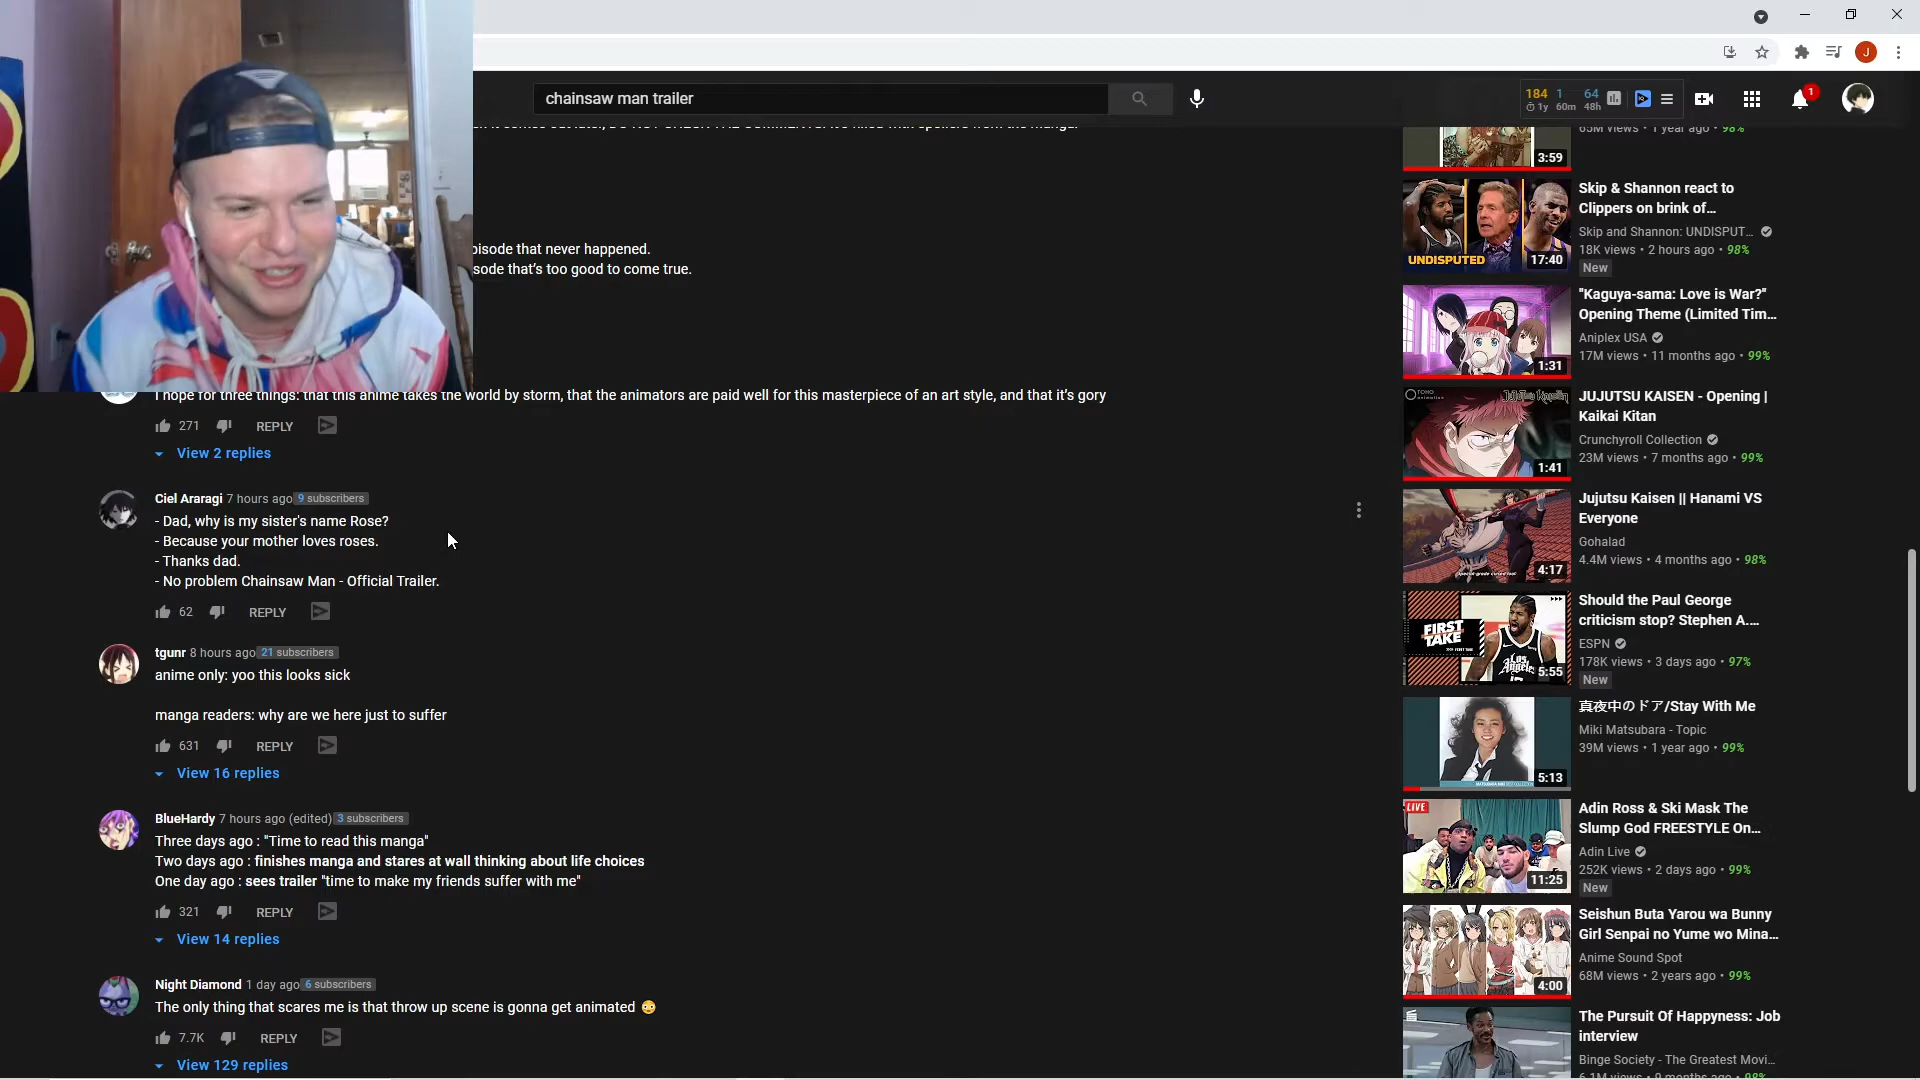 chainsaw man trailer
184 1 64
1y 60m 48h
1
J
pisode that never happened.
sode that's too good to come true.
I hope for three things: that this anime takes the world by storm, that the animators are paid well for this masterpiece of an art style, and that it's gory
271 REPLY
View 2 replies
Ciel Araragi 7 hours ago 9 subscribers
- Dad, why is my sister's name Rose?
- Because your mother loves roses.
- Thanks dad.
- No problem Chainsaw Man - Official Trailer.
62 REPLY
tgunr 8 hours ago 21 subscribers
anime only: yoo this looks sick
manga readers: why are we here just to suffer
631 REPLY
View 16 replies
BlueHardy 7 hours ago (edited) 3 subscribers
Three days ago : "Time to read this manga"
Two days ago : finishes manga and stares at wall thinking about life choices
One day ago : sees trailer "time to make my friends suffer with me"
321 REPLY
View 14 replies
Night Diamond 1 day ago 6 subscribers
The only thing that scares me is that throw up scene is gonna get animated 😳
7.7K REPLY
View 129 replies
65M views • 1 year ago • 98%
3:59
UNDISPUTED
17:40
Skip & Shannon react to
Clippers on brink of...
Skip and Shannon: UNDISPUT...
18K views • 2 hours ago • 98%
New
1:31
"Kaguya-sama: Love is War?"
Opening Theme (Limited Tim...
Aniplex USA
17M views • 11 months ago • 99%
TOHO animation
1:41
JUJUTSU KAISEN - Opening |
Kaikai Kitan
Crunchyroll Collection
23M views • 7 months ago • 99%
4:17
Jujutsu Kaisen || Hanami VS
Everyone
Gohalad
4.4M views • 4 months ago • 98%
FIRST
TAKE
Los
Angeles
5:55
Should the Paul George
criticism stop? Stephen A....
ESPN
178K views • 3 days ago • 97%
New
5:13
真夜中のドア/Stay With Me
Miki Matsubara - Topic
39M views • 1 year ago • 99%
LIVE
11:25
Adin Ross & Ski Mask The
Slump God FREESTYLE On...
Adin Live
252K views • 2 days ago • 99%
New
4:00
Seishun Buta Yarou wa Bunny
Girl Senpai no Yume wo Mina...
Anime Sound Spot
68M views • 2 years ago • 99%
The Pursuit Of Happyness: Job
interview
Binge Society - The Greatest Movi...
6.1M views • 9 months ago • 98%